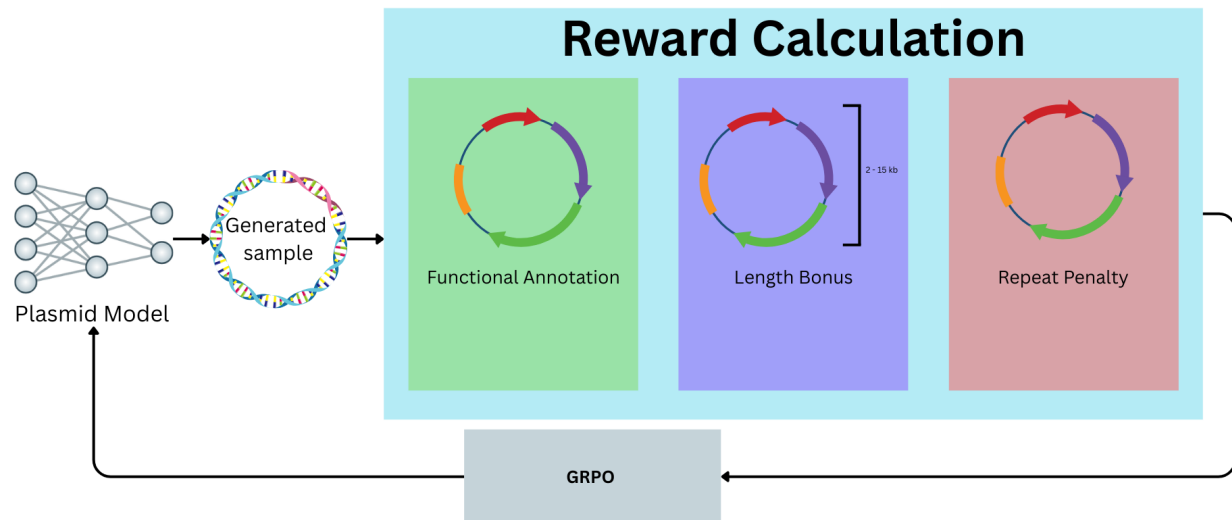 Reward Calculation
Generated
sample
Plasmid Model
2 - 15 kb
Functional Annotation
Length Bonus
Repeat Penalty
GRPO